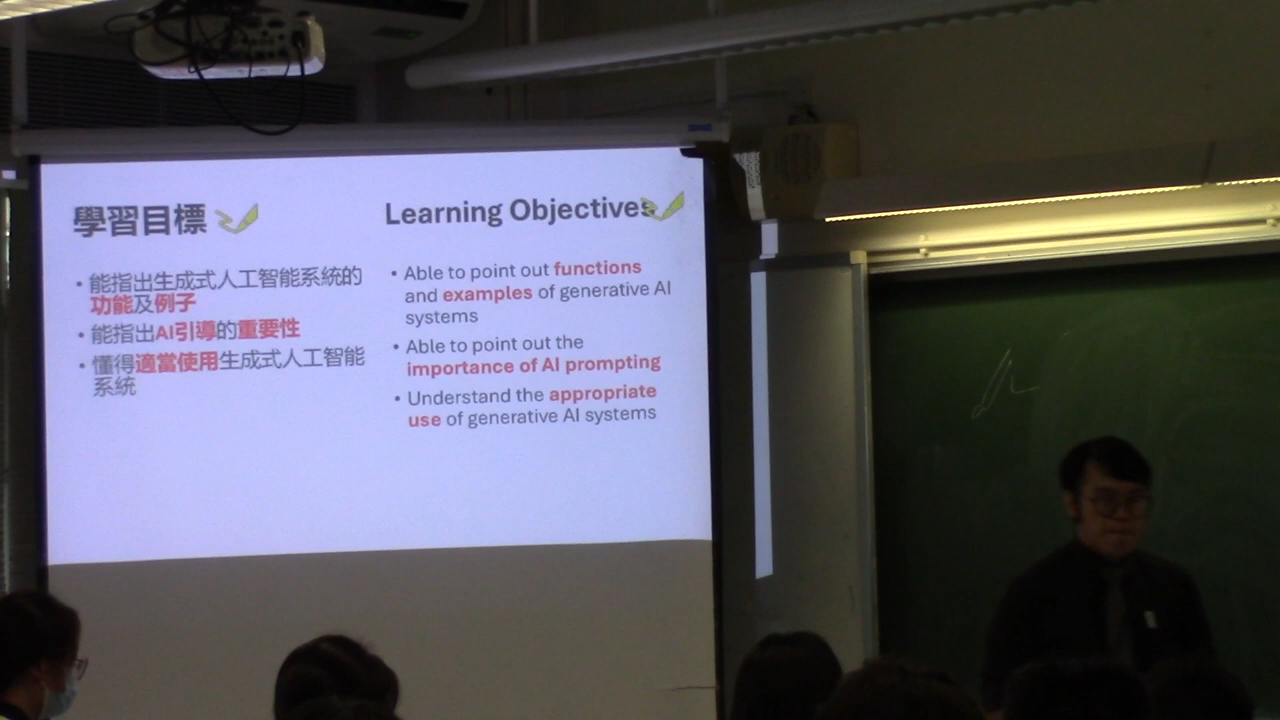 學習目標
• 能指出生成式人工智能系統的
功能及例子
• 能指出AI引導的重要性
• 懂得適當使用生成式人工智能
系統
Learning Objectives
• Able to point out functions
and examples of generative AI
systems
• Able to point out the
importance of AI prompting
• Understand the appropriate
use of generative AI systems